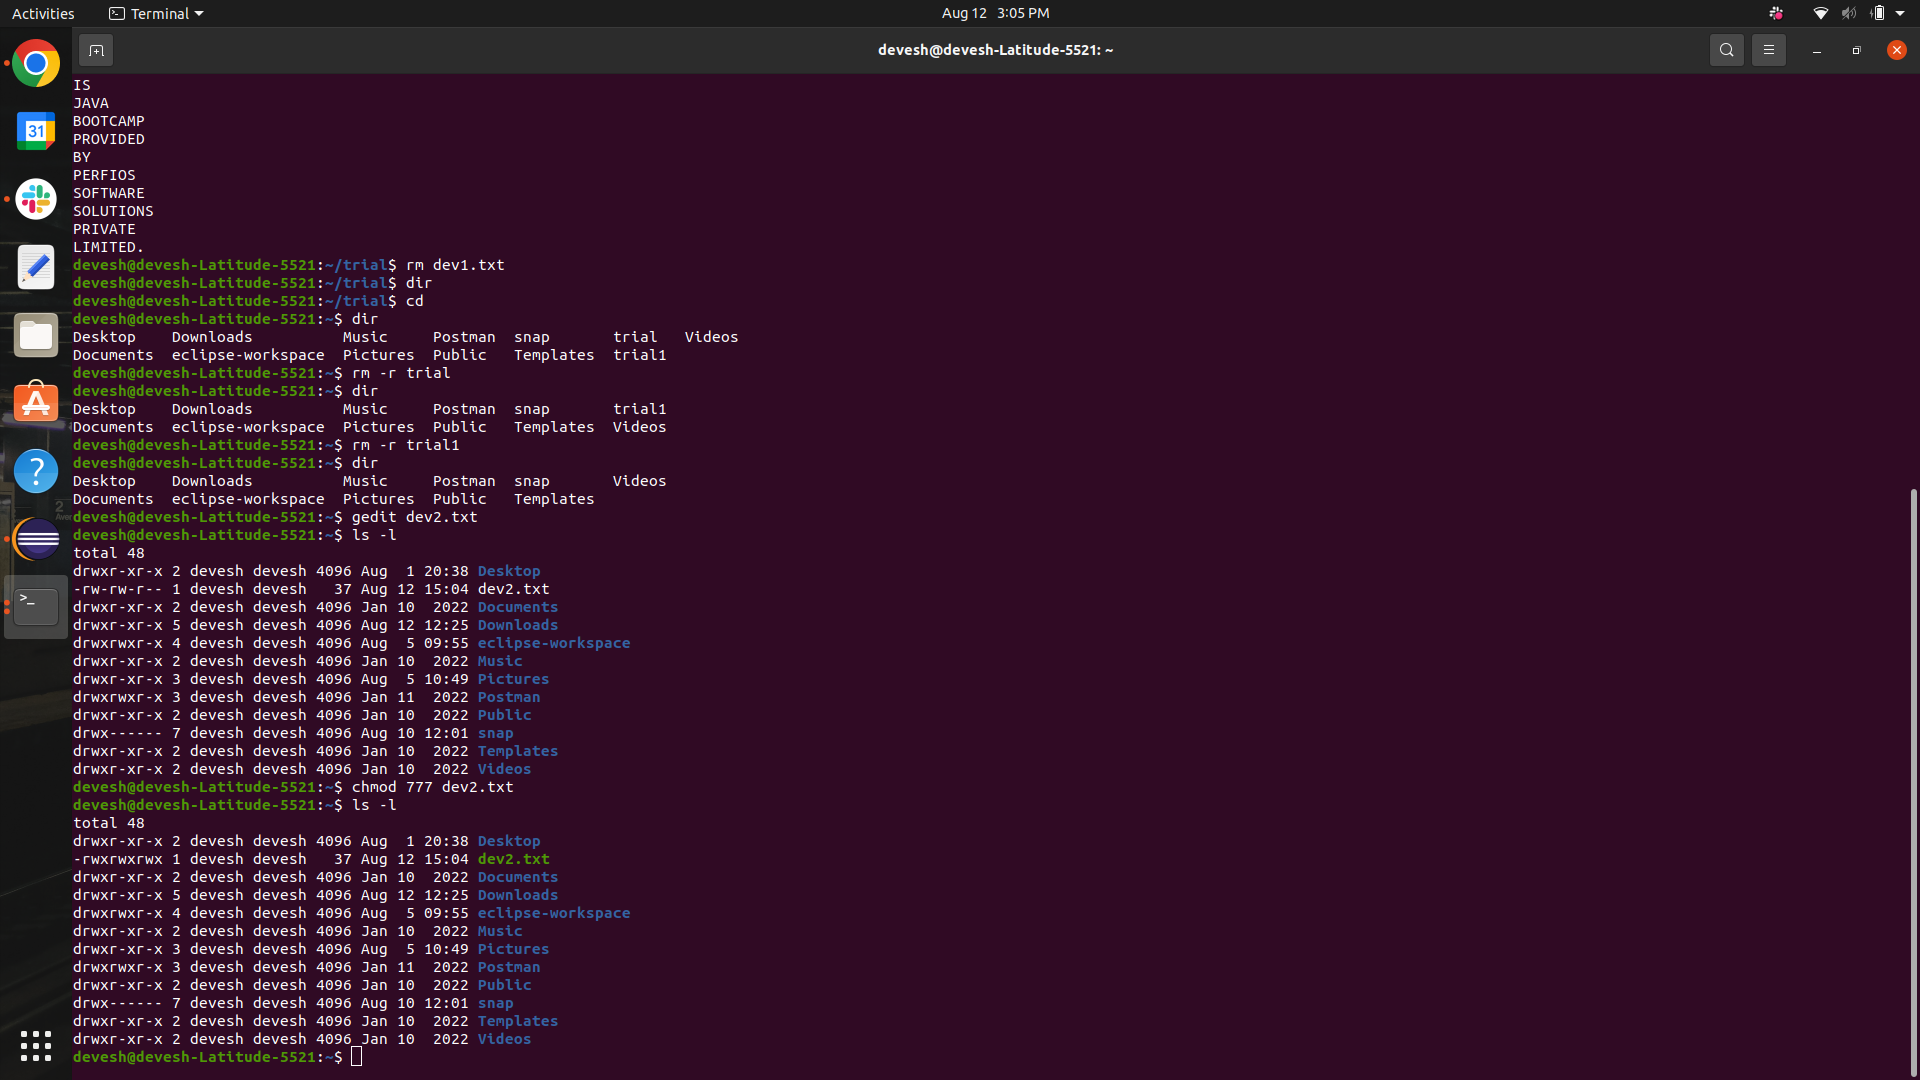 Activities Terminal Aug 12 3:05 PM
devesh@devesh-Latitude-5521: ~
31
IS
JAVA
BOOTCAMP
PROVIDED
BY
PERFIOS
SOFTWARE
SOLUTIONS
PRIVATE
LIMITED.
devesh@devesh-Latitude-5521:~/trial$ rm dev1.txt
devesh@devesh-Latitude-5521:~/trial$ dir
devesh@devesh-Latitude-5521:~/trial$ cd
devesh@devesh-Latitude-5521:~$ dir
Desktop    Downloads          Music     Postman  snap       trial   Videos
Documents  eclipse-workspace  Pictures  Public   Templates  trial1
devesh@devesh-Latitude-5521:~$ rm -r trial
devesh@devesh-Latitude-5521:~$ dir
Desktop    Downloads          Music     Postman  snap       trial1
Documents  eclipse-workspace  Pictures  Public   Templates  Videos
devesh@devesh-Latitude-5521:~$ rm -r trial1
devesh@devesh-Latitude-5521:~$ dir
Desktop    Downloads          Music     Postman  snap       Videos
Documents  eclipse-workspace  Pictures  Public   Templates
devesh@devesh-Latitude-5521:~$ gedit dev2.txt
devesh@devesh-Latitude-5521:~$ ls -l
total 48
drwxr-xr-x 2 devesh devesh 4096 Aug  1 20:38 Desktop
-rw-rw-r-- 1 devesh devesh   37 Aug 12 15:04 dev2.txt
drwxr-xr-x 2 devesh devesh 4096 Jan 10  2022 Documents
drwxr-xr-x 5 devesh devesh 4096 Aug 12 12:25 Downloads
drwxrwxr-x 4 devesh devesh 4096 Aug  5 09:55 eclipse-workspace
drwxr-xr-x 2 devesh devesh 4096 Jan 10  2022 Music
drwxr-xr-x 3 devesh devesh 4096 Aug  5 10:49 Pictures
drwxrwxr-x 3 devesh devesh 4096 Jan 11  2022 Postman
drwxr-xr-x 2 devesh devesh 4096 Jan 10  2022 Public
drwx------ 7 devesh devesh 4096 Aug 10 12:01 snap
drwxr-xr-x 2 devesh devesh 4096 Jan 10  2022 Templates
drwxr-xr-x 2 devesh devesh 4096 Jan 10  2022 Videos
devesh@devesh-Latitude-5521:~$ chmod 777 dev2.txt
devesh@devesh-Latitude-5521:~$ ls -l
total 48
drwxr-xr-x 2 devesh devesh 4096 Aug  1 20:38 Desktop
-rwxrwxrwx 1 devesh devesh   37 Aug 12 15:04 dev2.txt
drwxr-xr-x 2 devesh devesh 4096 Jan 10  2022 Documents
drwxr-xr-x 5 devesh devesh 4096 Aug 12 12:25 Downloads
drwxrwxr-x 4 devesh devesh 4096 Aug  5 09:55 eclipse-workspace
drwxr-xr-x 2 devesh devesh 4096 Jan 10  2022 Music
drwxr-xr-x 3 devesh devesh 4096 Aug  5 10:49 Pictures
drwxrwxr-x 3 devesh devesh 4096 Jan 11  2022 Postman
drwxr-xr-x 2 devesh devesh 4096 Jan 10  2022 Public
drwx------ 7 devesh devesh 4096 Aug 10 12:01 snap
drwxr-xr-x 2 devesh devesh 4096 Jan 10  2022 Templates
drwxr-xr-x 2 devesh devesh 4096 Jan 10  2022 Videos
devesh@devesh-Latitude-5521:~$